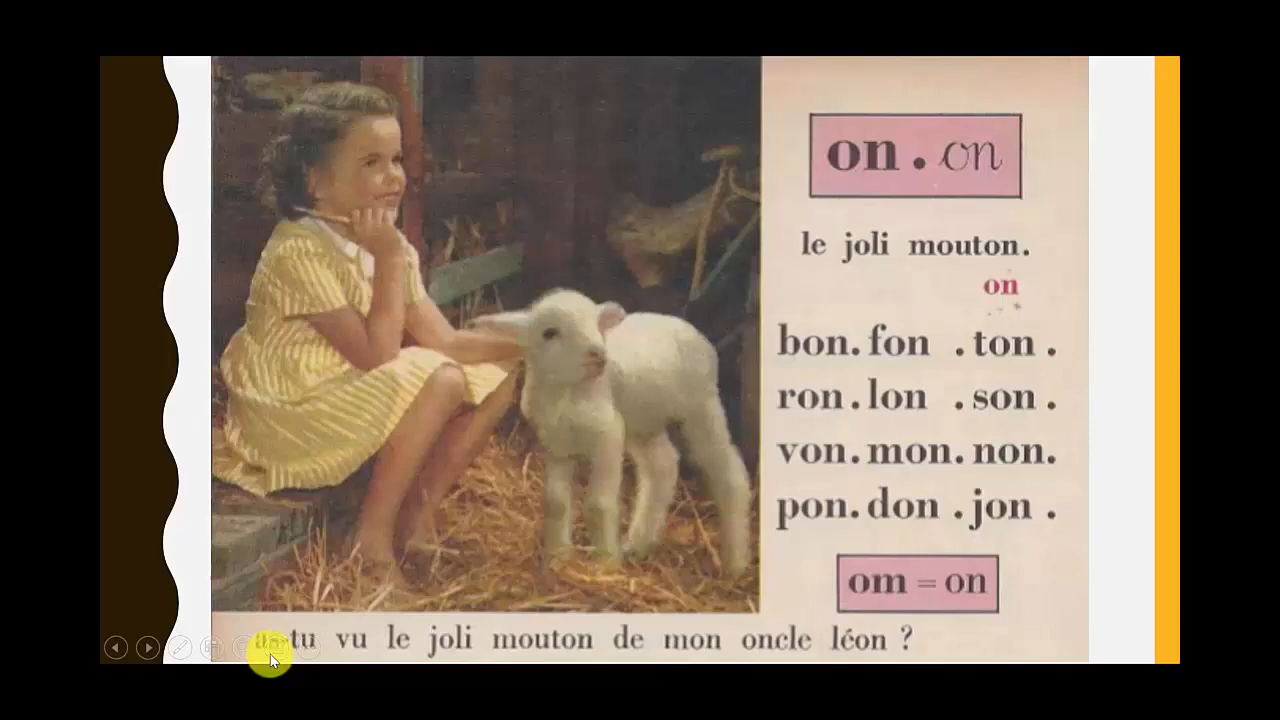 on . on
le joli mouton.
on
bon. fon . ton .
ron . lon . son .
von. mon. non.
pon. don . jon .
om = on
as-tu vu le joli mouton de mon oncle léon ?